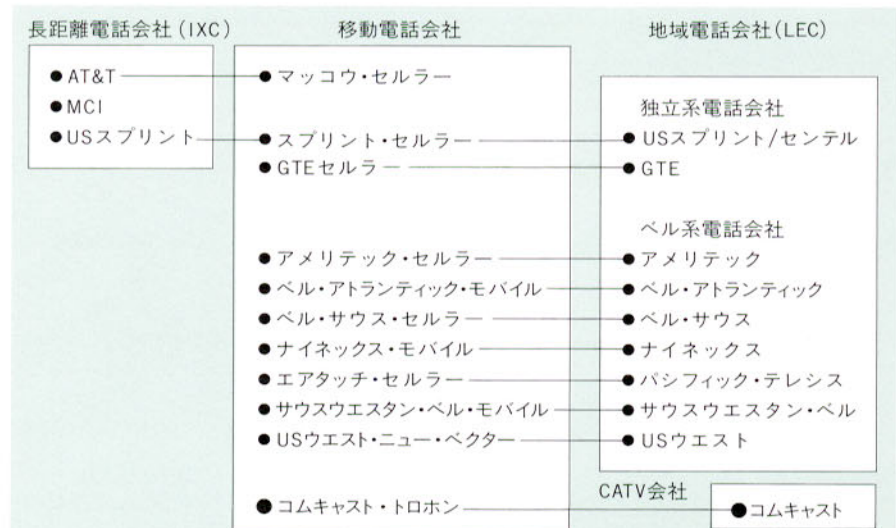 長距離電話会社(IXC)
●AT&T
●MCI
●USスプリント
移動電話会社
●マッコウ・セルラー
●スプリント・セルラー
●GTEセルラ
●アメリテック・セルラー
●ベル・アトランティック・モバイル
●ベル・サウス・セルラー
●ナイネックス・モバイル
●エアタッチ・セルラー
●サウスウエスタン・ベル・モバイル
●USウエスト・ニュー・ベクター
●コムキャスト・トロホン
地域電話会社(LEC)
独立系電話会社
●USスプリント/センテル
●GTE
ベル系電話会社
●アメリテック
●ベル・アトランティック
●ベル・サウス
●ナイネックス
●パシフィック・テレシス
●サウスウエスタン・ベル
●USウエスト
CATV会社
●コムキャスト